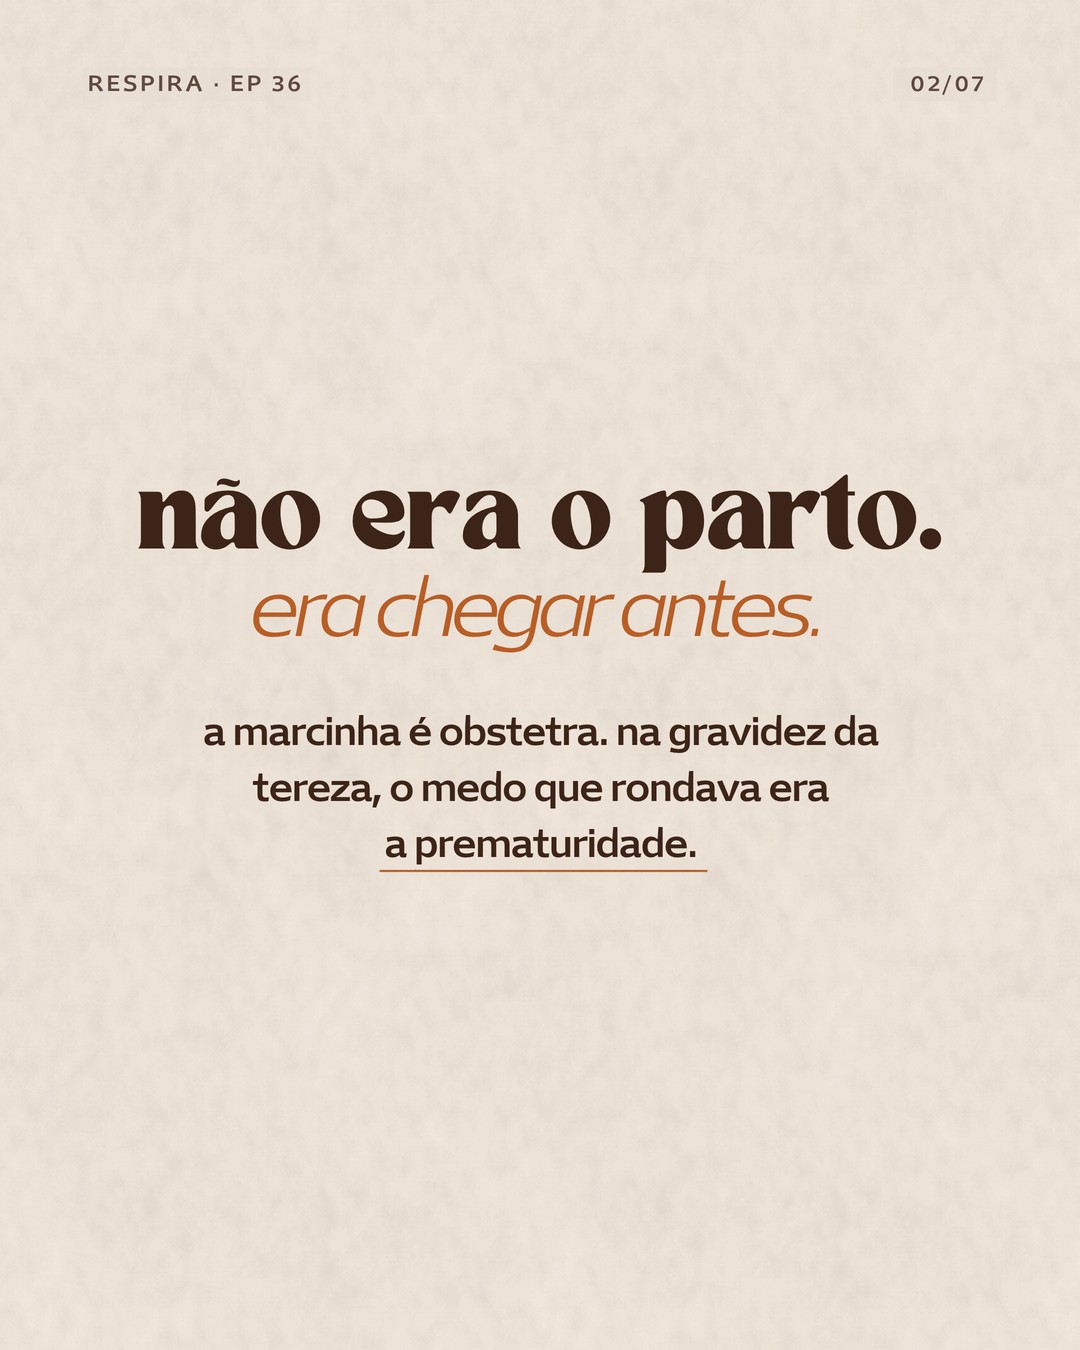 RESPIRA · EP 36
02/07
não era o parto.
era chegar antes.
a marcinha é obstetra. na gravidez da
tereza, o medo que rondava era
a prematuridade.